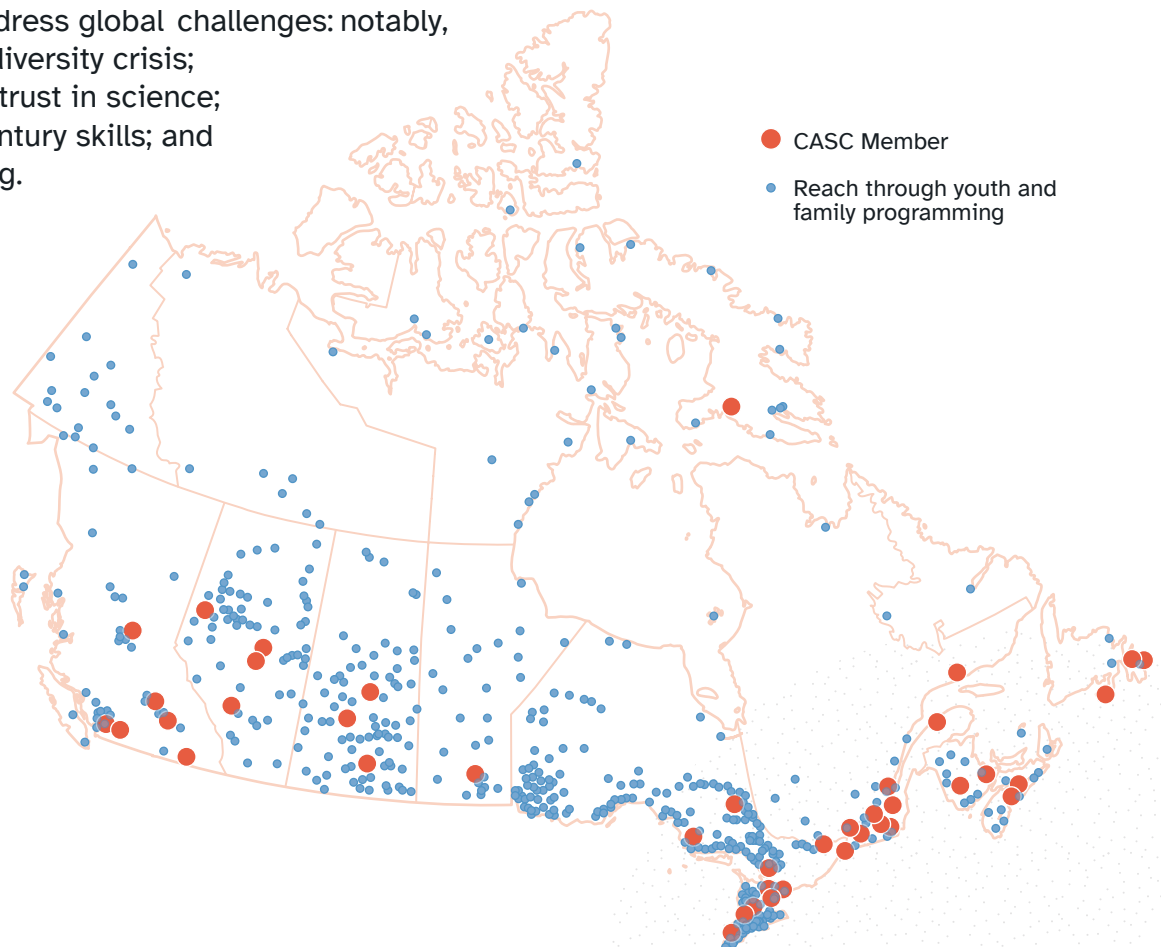 dress global challenges: notably,
diversity crisis;
trust in science;
ntury skills; and
g.
CASC Member
Reach through youth and
family programming